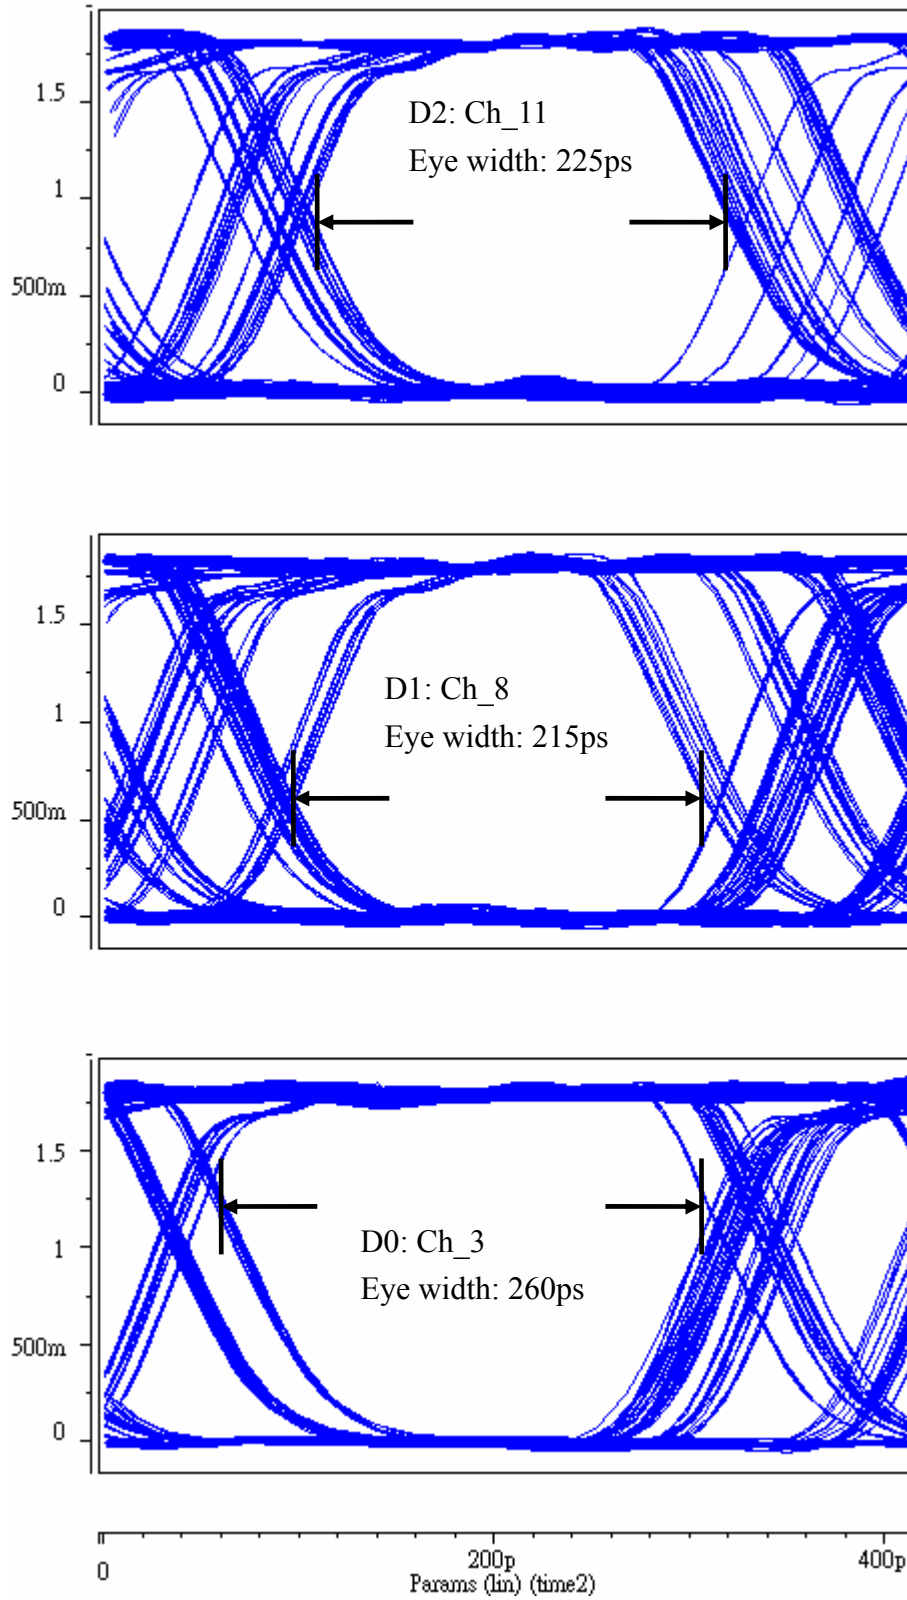 D2: Ch_11
1.5
Eye width: 225ps
1
500m
0
1.5
D1: Ch_8
1
Eye width: 215ps
500m
0
1.5
1
D0: Ch_3
Eye width: 260ps
500m
0
0
200p
400p
Params (lin) (time2)